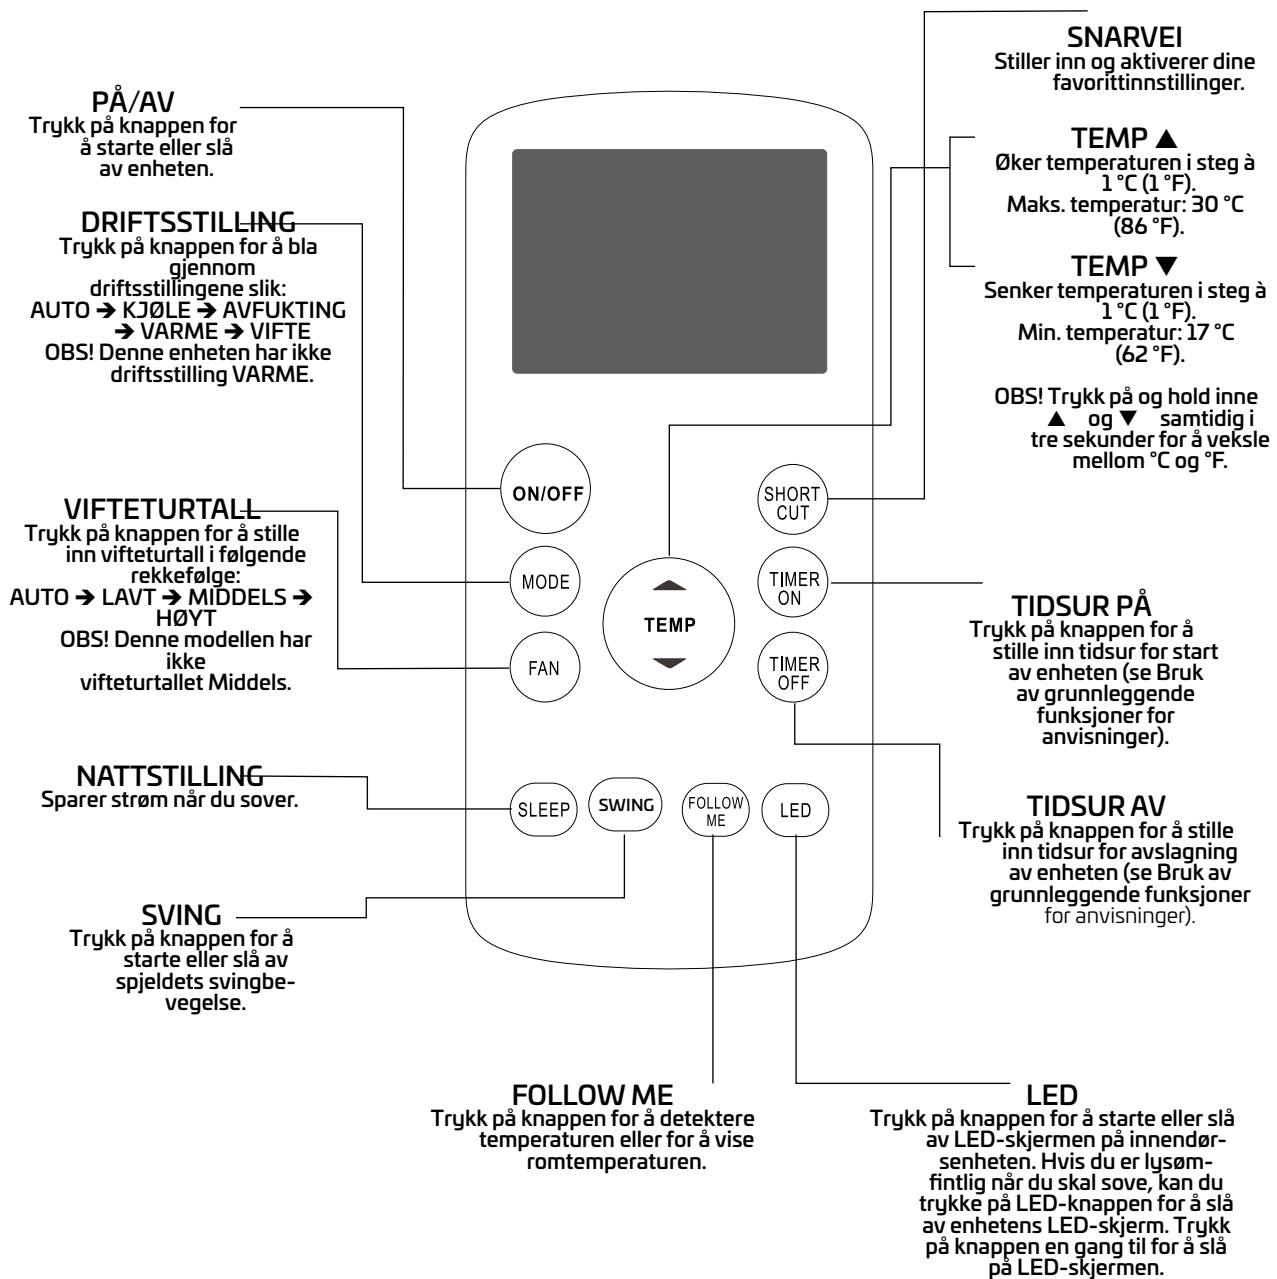 SNARVEI
Stiller inn og aktiverer dine
favorittinnstillinger.
PÅ/AV
Trykk på knappen for
å starte eller slå
av enheten.
TEMP ▲
Øker temperaturen i steg à
1 °C (1 °F).
Maks. temperatur: 30 °C
(86 °F).
DRIFTSSTILLING
Trykk på knappen for å bla
gjennom
driftsstillingene slik:
AUTO ➔ KJØLE ➔ AVFUKTING
➔ VARME ➔ VIFTE
OBS! Denne enheten har ikke
driftsstilling VARME.
TEMP ▼
Senker temperaturen i steg à
1 °C (1 °F).
Min. temperatur: 17 °C
(62 °F).
OBS! Trykk på og hold inne
▲ og ▼ samtidig i
tre sekunder for å veksle
mellom °C og °F.
VIFTETURTALL
Trykk på knappen for å stille
inn vifteturtall i følgende
rekkefølge:
AUTO ➔ LAVT ➔ MIDDELS ➔
HØYT
OBS! Denne modellen har
ikke
vifteturtallet Middels.
ON/OFF
SHORT
CUT
MODE
TEMP
TIMER
ON
FAN
TIMER
OFF
TIDSUR PÅ
Trykk på knappen for å
stille inn tidsur for start
av enheten (se Bruk
av grunnleggende
funksjoner for
anvisninger).
NATTSTILLING
Sparer strøm når du sover.
SLEEP
SWING
FOLLOW
ME
LED
TIDSUR AV
Trykk på knappen for å stille
inn tidsur for avslagning
av enheten (se Bruk av
grunnleggende funksjoner
for anvisninger).
SVING
Trykk på knappen for å
starte eller slå av
spjeldets svingbe-
vegelse.
FOLLOW ME
Trykk på knappen for å detektere
temperaturen eller for å vise
romtemperaturen.
LED
Trykk på knappen for å starte eller slå
av LED-skjermen på innendør-
senheten. Hvis du er lysøm-
fintlig når du skal sove, kan du
trykke på LED-knappen for å slå
av enhetens LED-skjerm. Trykk
på knappen en gang til for å slå
på LED-skjermen.